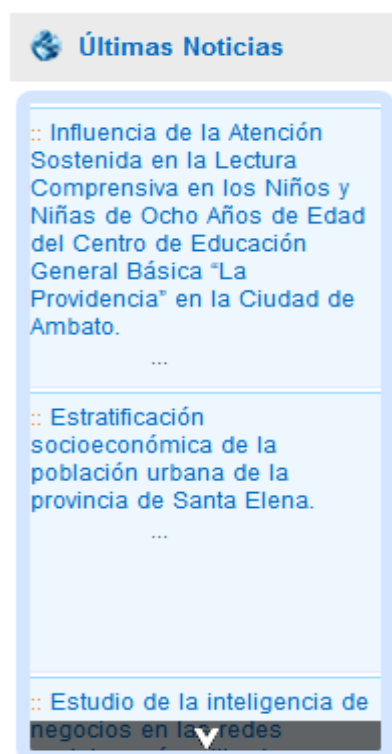 Últimas Noticias
:: Influencia de la Atención
Sostenida en la Lectura
Comprensiva en los Niños y
Niñas de Ocho Años de Edad
del Centro de Educación
General Básica “La
Providencia” en la Ciudad de
Ambato.
...
:: Estratificación
socioeconómica de la
población urbana de la
provincia de Santa Elena.
...
:: Estudio de la inteligencia de
negocios en las redes